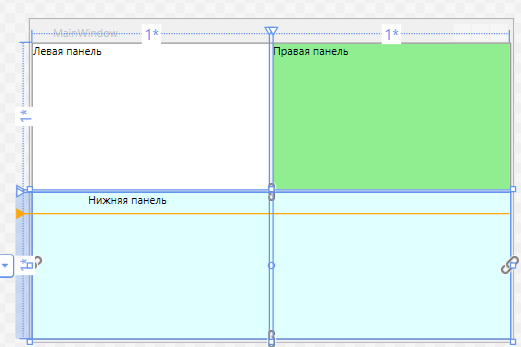 MainWindow
1*
1*
Левая панель
Правая панель
1*
Нижняя панель
1*